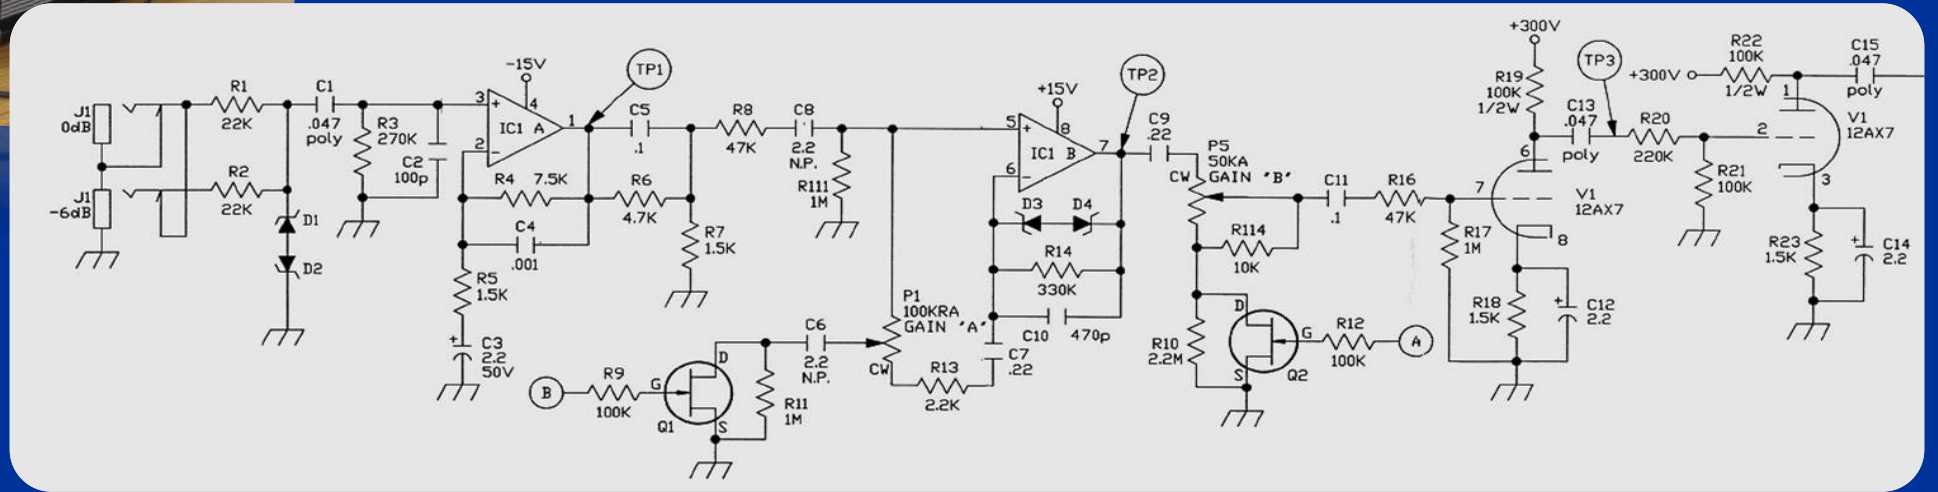 J1
0dB
J1
-6dB
R1
22K
R2
22K
D1
D2
C1
.047
poly
R3
270K
C2
100p
-15V
3
+
4
IC1 A
1
2
-
TP1
R4 7.5K
C4
.001
R5
1.5K
+
C3
2.2
50V
C5
.1
R6
4.7K
R7
1.5K
R8
47K
C8
2.2
N.P.
R111
1M
B
R9
100K
G
D
S
Q1
R11
1M
C6
2.2
N.P.
P1
100KRA
GAIN "A"
CW
R13
2.2K
C7
.22
+15V
5
+
8
IC1 B
7
6
-
TP2
D3
D4
R14
330K
C10
470p
C9
.22
P5
50KA
GAIN "B"
CW
R114
10K
R10
2.2M
D
G
S
Q2
R12
100K
A
C11
.1
R16
47K
R17
1M
+300V
R19
100K
1/2W
6
7
V1
12AX7
8
R18
1.5K
+
C12
2.2
C13
.047
poly
TP3
R20
220K
R21
100K
+300V
R22
100K
1/2W
C15
.047
poly
1
2
V1
12AX7
3
R23
1.5K
+
C14
2.2